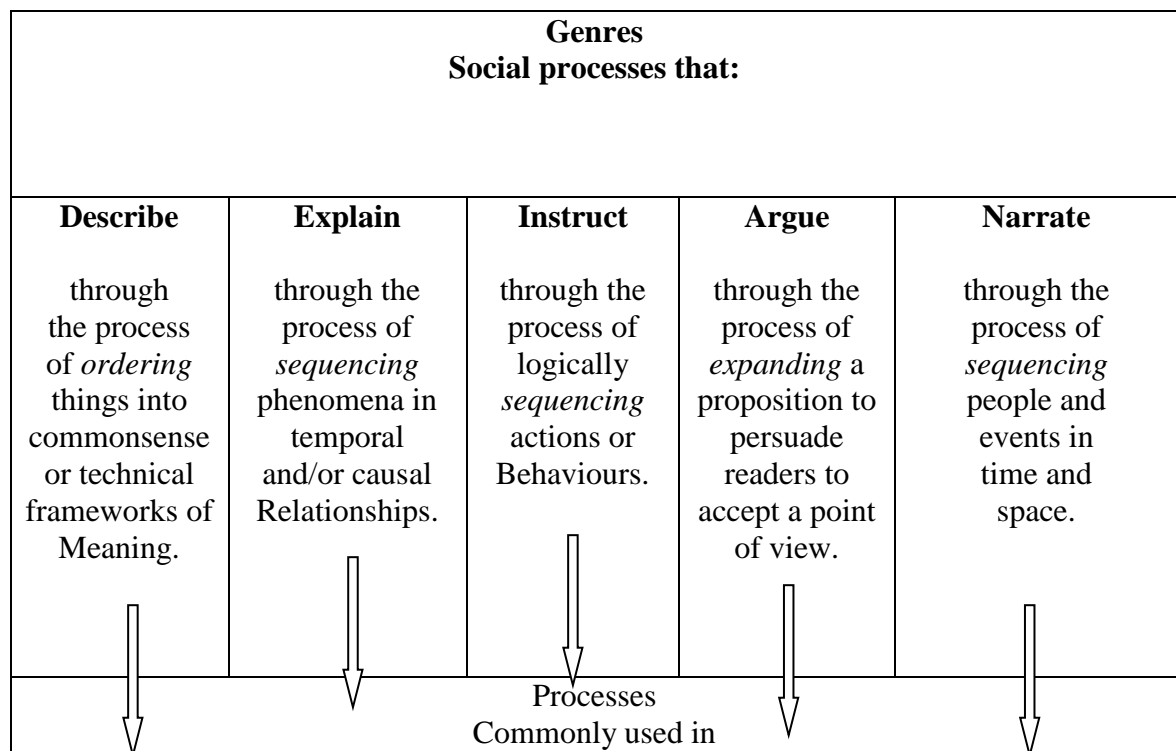 Genres
Social processes that:
Describe
through
the process
of ordering
things into
commonsense
or technical
frameworks of
Meaning.
Explain
through the
process of
sequencing
phenomena in
temporal
and/or causal
Relationships.
Instruct
through the
process of
logically
sequencing
actions or
Behaviours.
Argue
through the
process of
expanding a
proposition to
persuade
readers to
accept a point
of view.
Narrate
through the
process of
sequencing
people and
events in
time and
space.
Processes
Commonly used in